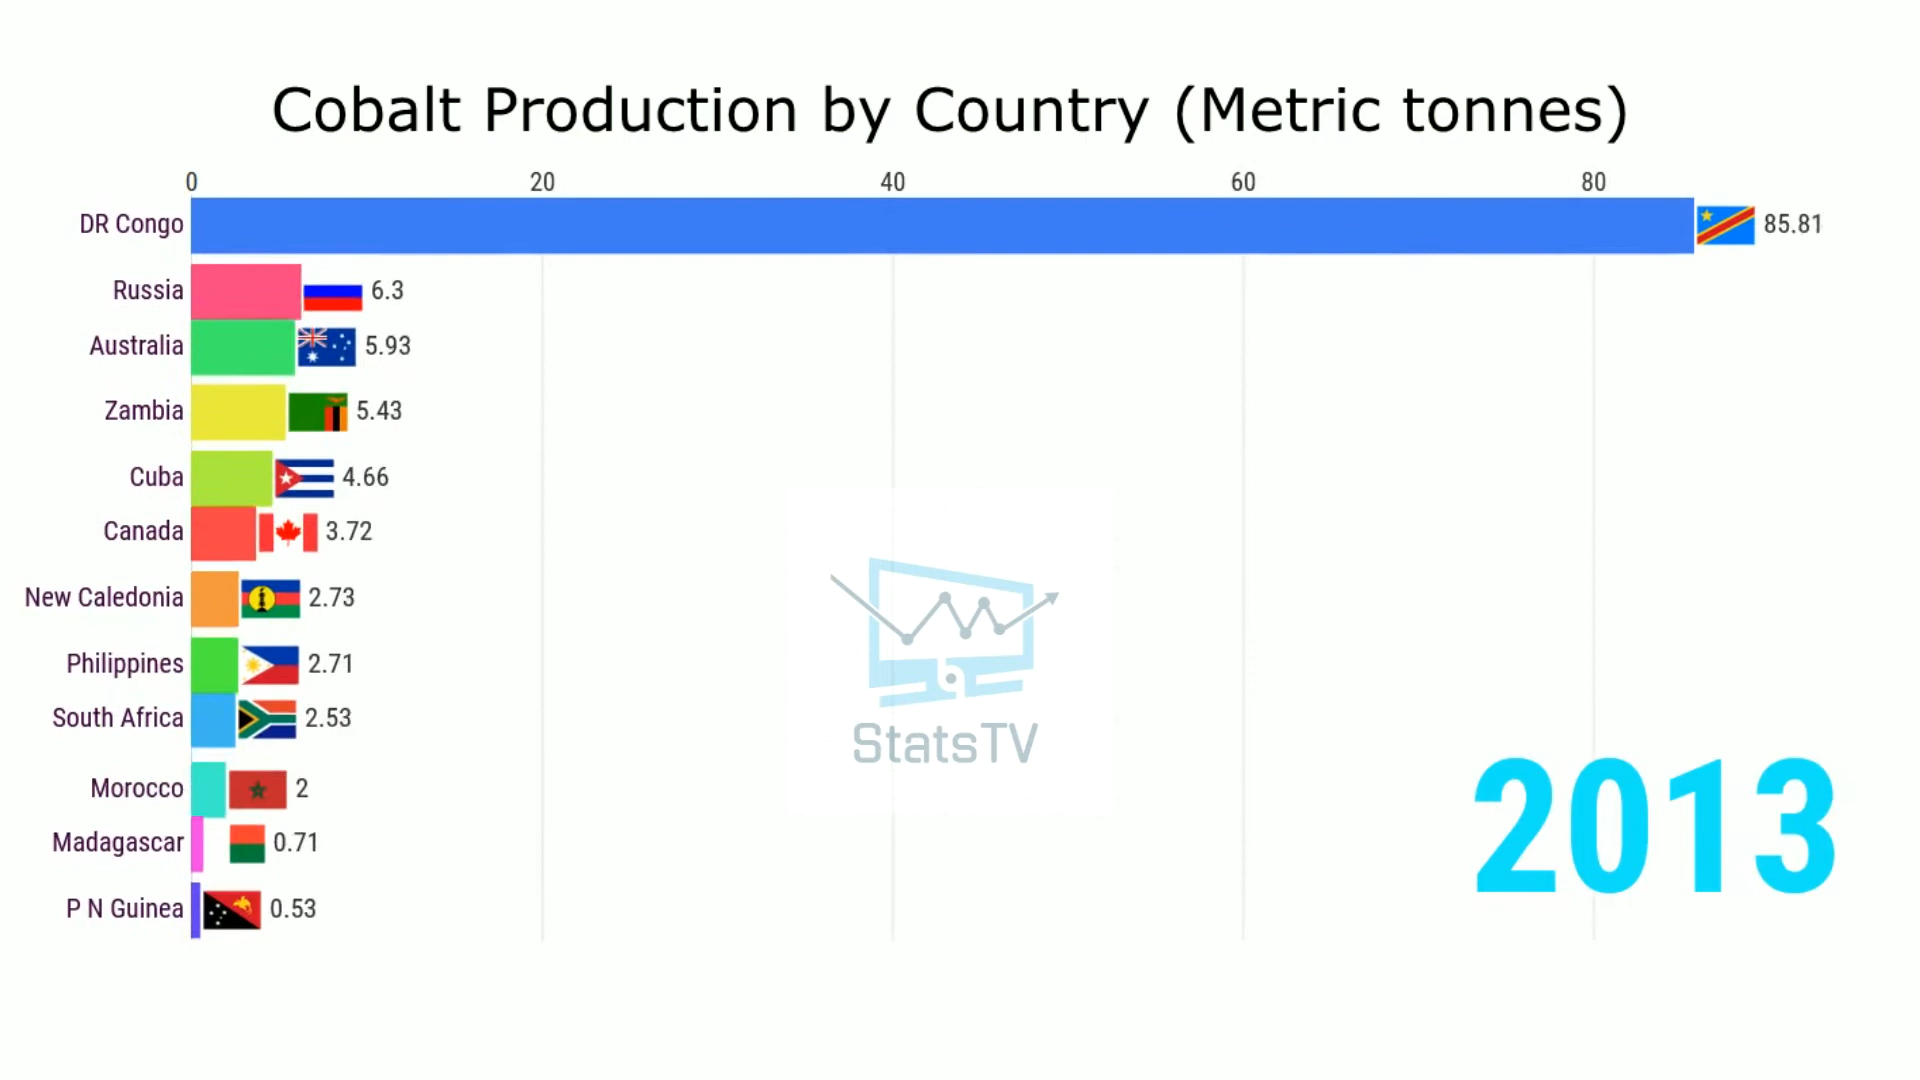 Cobalt Production by Country (Metric tonnes)
0 20 40 60 80
DR Congo 85.81
Russia 6.3
Australia 5.93
Zambia 5.43
Cuba 4.66
Canada 3.72
New Caledonia 2.73
Philippines 2.71
South Africa 2.53
StatsTV
Morocco 2
Madagascar 0.71
P N Guinea 0.53
2013